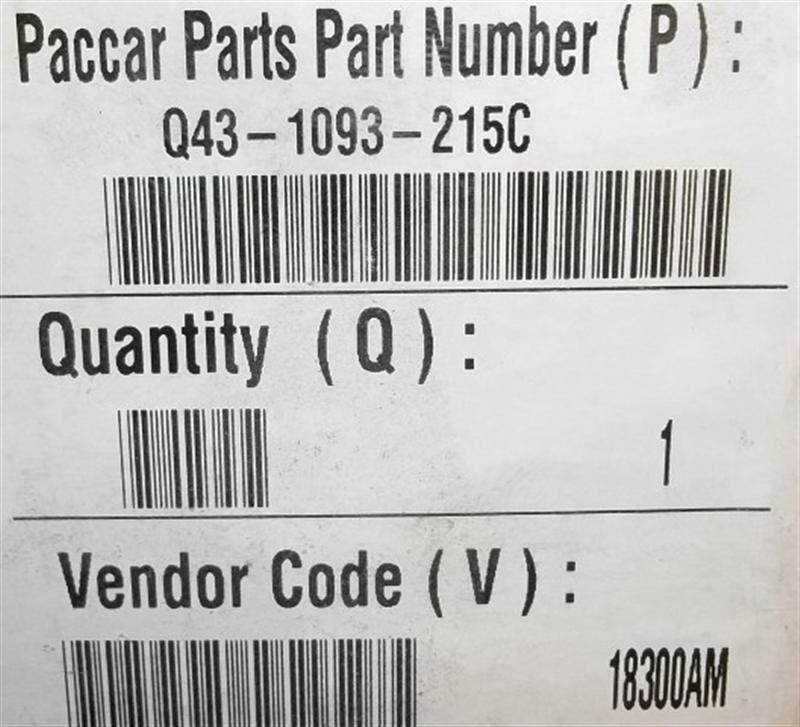 Paccar Parts Part Number ( P ) :
Q43-1093-215C
Quantity ( Q ) :
1
Vendor Code ( V ) :
18300AM